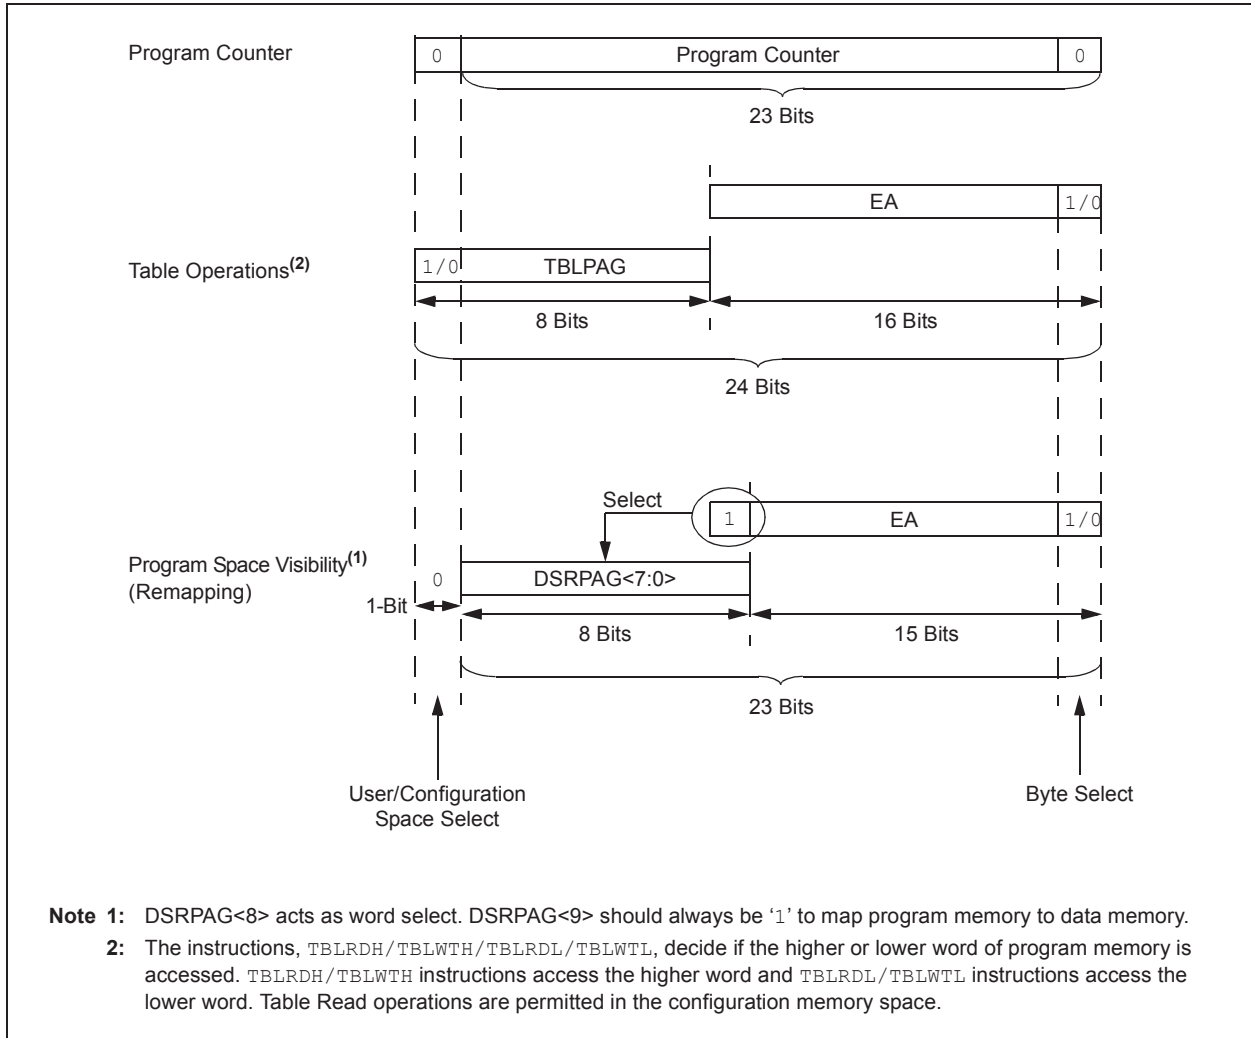 Program Counter
0 Program Counter 0
23 Bits
EA 1/0
Table Operations(2)
1/0 TBLPAG
8 Bits 16 Bits
24 Bits
Select
1 EA 1/0
Program Space Visibility(1)
(Remapping)
0 DSRPAG<7:0>
1-Bit
8 Bits 15 Bits
23 Bits
User/Configuration
Space Select
Byte Select
Note 1: DSRPAG<8> acts as word select. DSRPAG<9> should always be ‘1’ to map program memory to data memory.
2: The instructions, TBLRDH/TBLWTH/TBLRDL/TBLWTL, decide if the higher or lower word of program memory is
accessed. TBLRDH/TBLWTH instructions access the higher word and TBLRDL/TBLWTL instructions access the
lower word. Table Read operations are permitted in the configuration memory space.